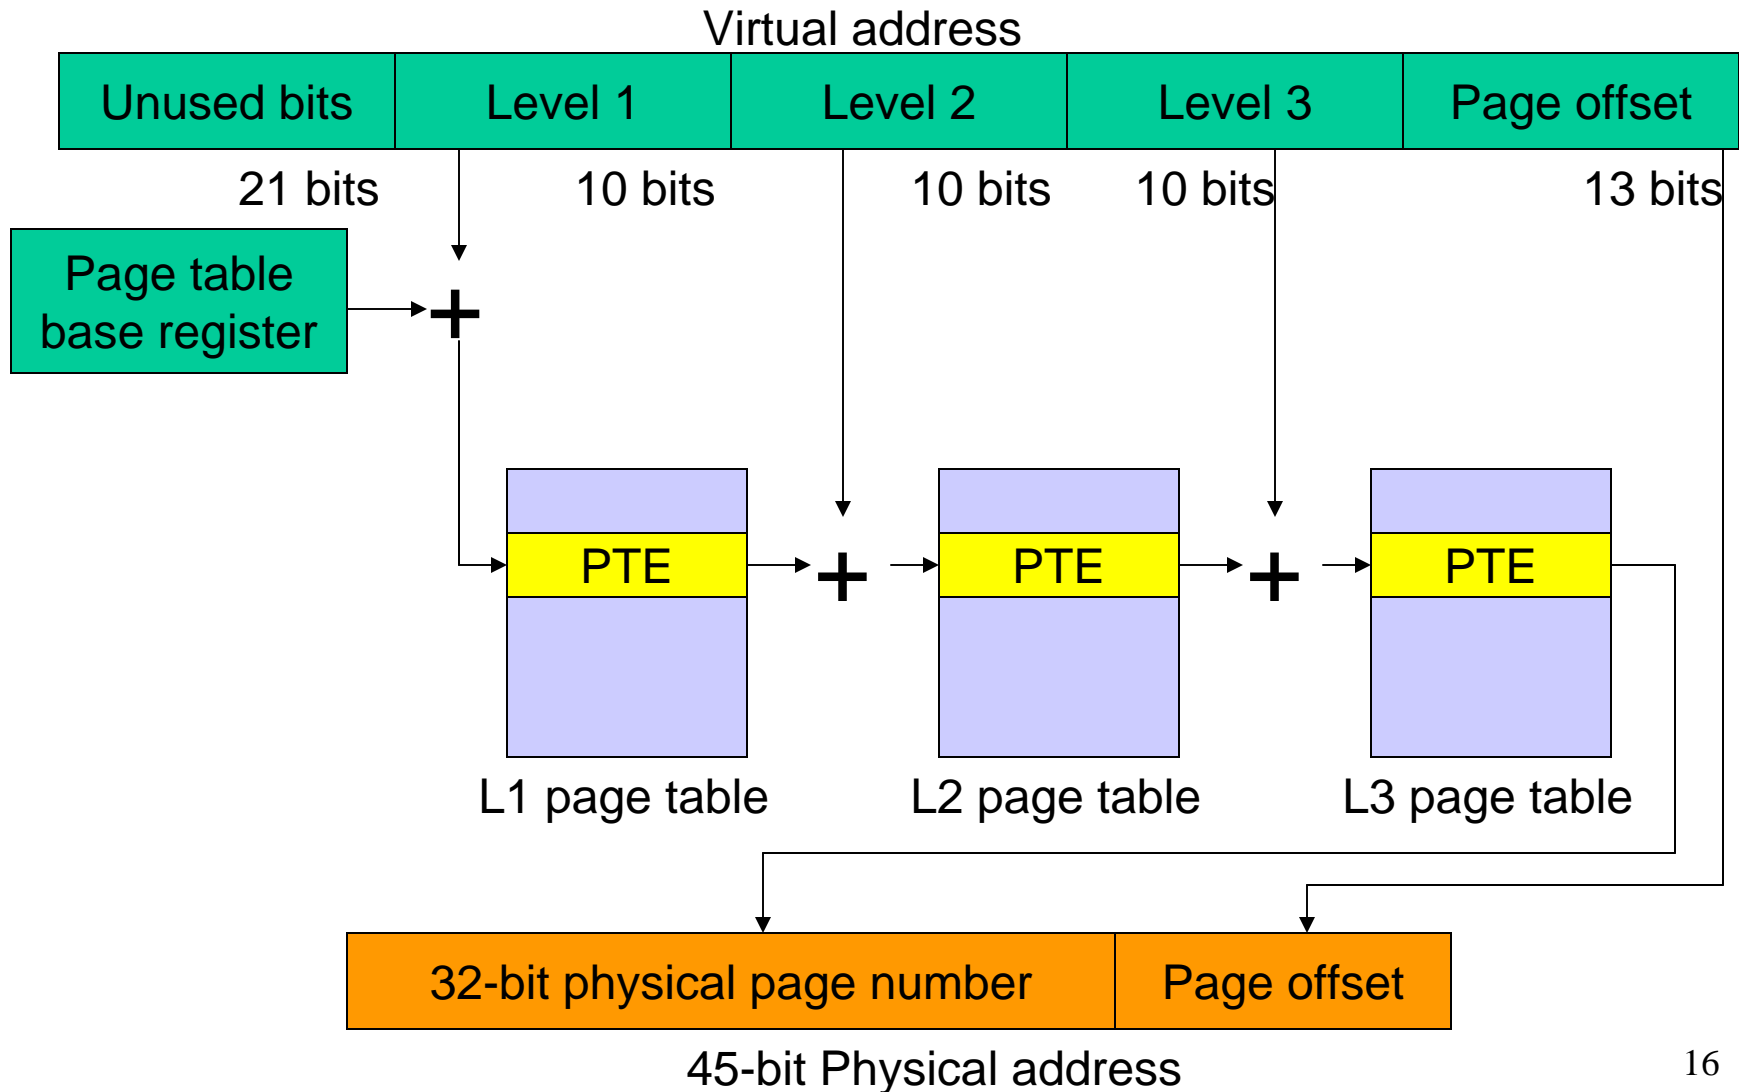 Virtual address
Unused bits
Level 1
Level 2
Level 3
Page offset
21 bits
10 bits
10 bits
10 bits
13 bits
Page table
base register
+
PTE
+
PTE
+
PTE
L1 page table
L2 page table
L3 page table
32-bit physical page number
Page offset
45-bit Physical address
16